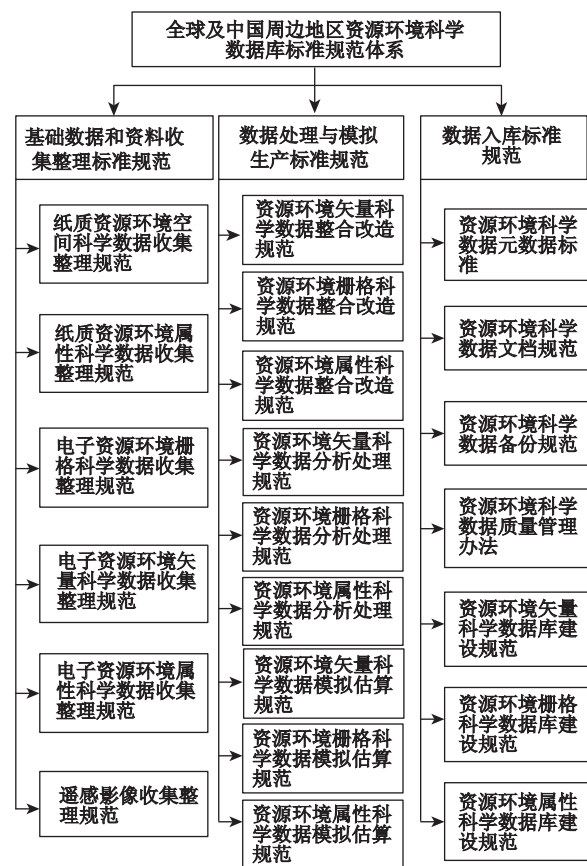 全球及中国周边地区资源环境科学
数据库标准规范体系
基础数据和资料收
集整理标准规范
纸质资源环境空
间科学数据收集
整理规范
纸质资源环境属
性科学数据收集
整理规范
电子资源环境栅
格科学数据收集
整理规范
电子资源环境矢
量科学数据收集
整理规范
电子资源环境属
性科学数据收集
整理规范
遥感影像收集整
理规范
数据处理与模拟
生产标准规范
资源环境矢量科
学数据整合改造
规范
资源环境栅格科
学数据整合改造
规范
资源环境属性科
学数据整合改造
规范
资源环境矢量科
学数据分析处理
规范
资源环境栅格科
学数据分析处理
规范
资源环境属性科
学数据分析处理
规范
资源环境矢量科
学数据模拟估算
规范
资源环境栅格科
学数据模拟估算
规范
资源环境属性科
学数据模拟估算
规范
数据入库标准
规范
资源环境科学
数据元数据标
准
资源环境科学
数据文档规范
资源环境科学
数据备份规范
资源环境科学
数据质量管理
办法
资源环境矢量
科学数据库建
设规范
资源环境栅格
科学数据库建
设规范
资源环境属性
科学数据库建
设规范